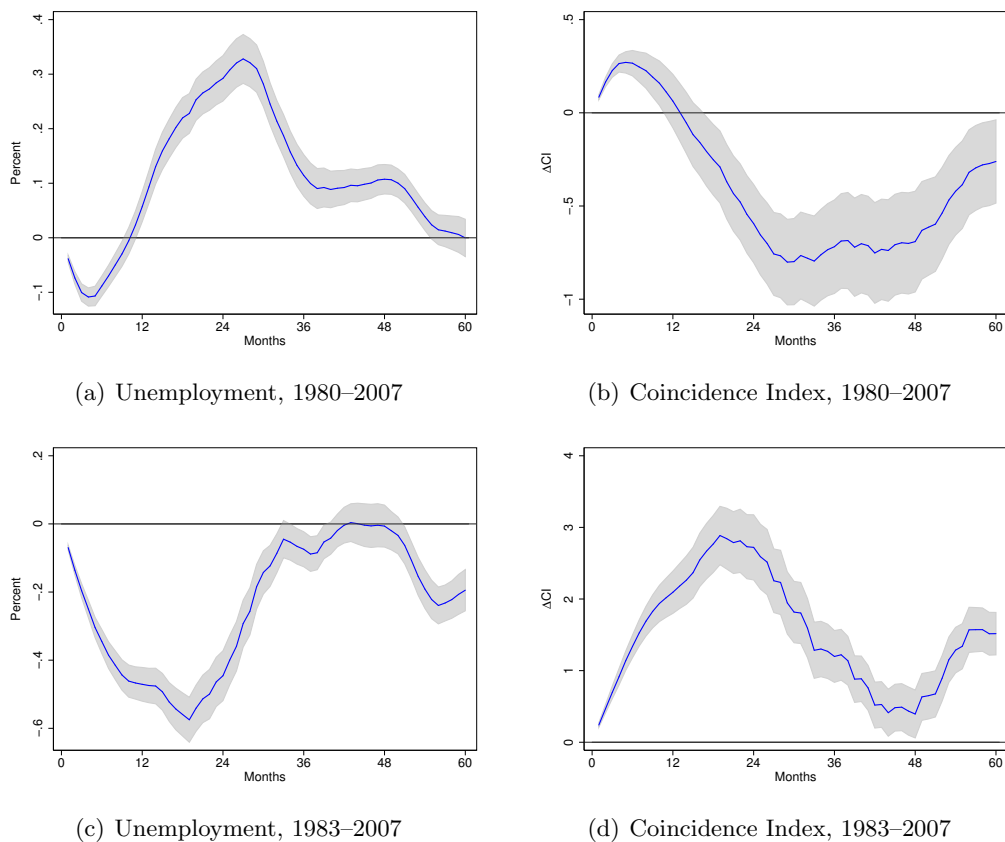 .4
.3
.2
.1
0
-.1
Percent
0 12 24 36 48 60
Months
(a) Unemployment, 1980–2007
.5
0
-.5
-1
ΔCI
0 12 24 36 48 60
Months
(b) Coincidence Index, 1980–2007
.2
0
-.2
-.4
-.6
Percent
0 12 24 36 48 60
Months
(c) Unemployment, 1983–2007
4
3
2
1
0
ΔCI
0 12 24 36 48 60
Months
(d) Coincidence Index, 1983–2007